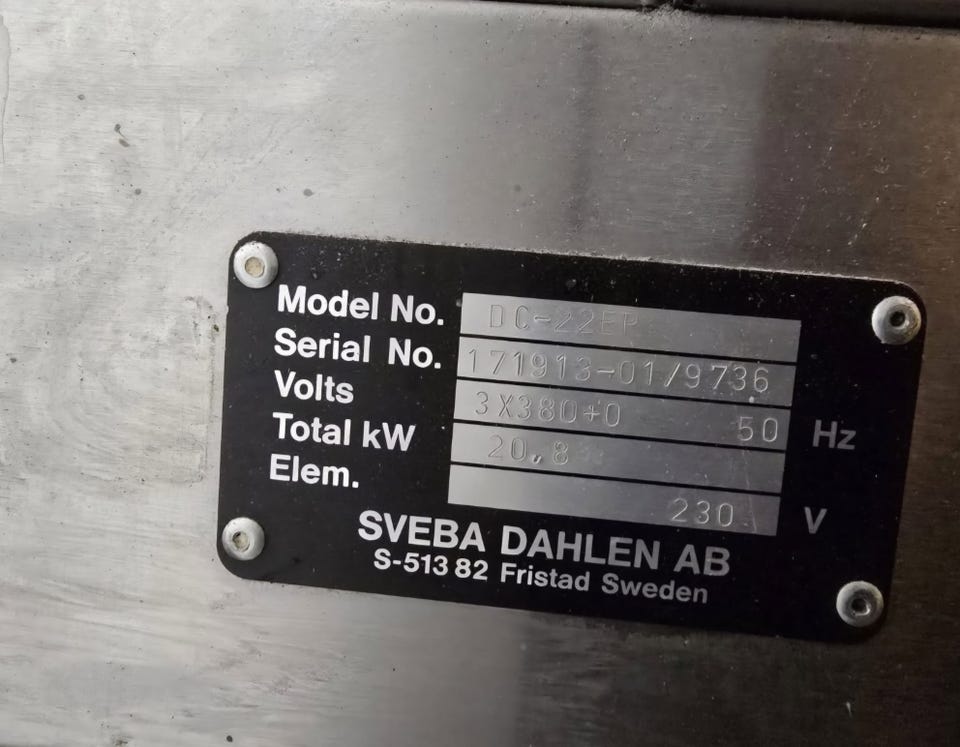 Model No. DC-22EP
Serial No. 171913-01/9736
Volts 3X380+0 50 Hz
Total kW 20,8
Elem. 230 V
SVEBA DAHLEN AB
S-513 82 Fristad Sweden